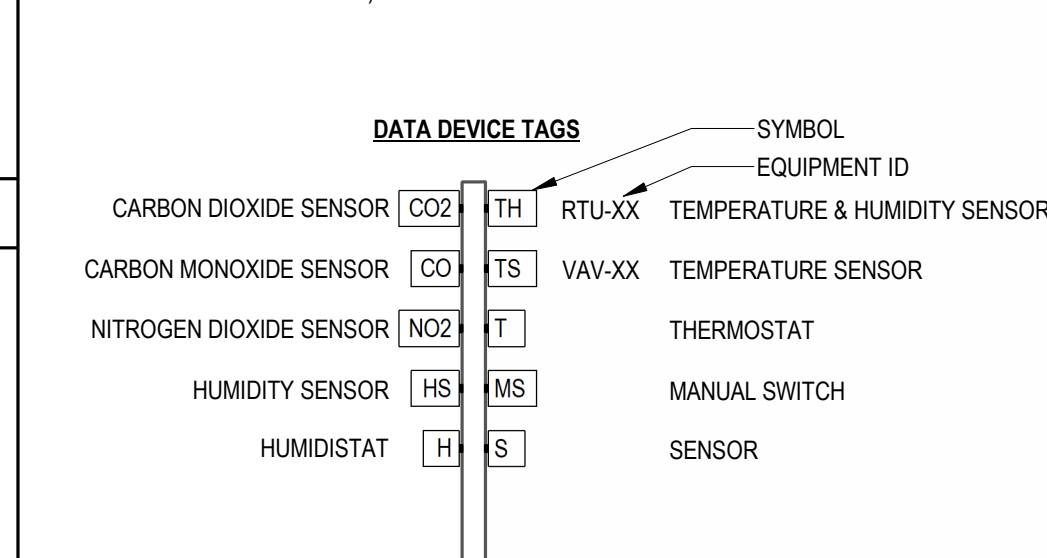 DATA DEVICE TAGS
SYMBOL
EQUIPMENT ID
CARBON DIOXIDE SENSOR CO2 TH RTU-XX TEMPERATURE & HUMIDITY SENSOR
CARBON MONOXIDE SENSOR CO TS VAV-XX TEMPERATURE SENSOR
NITROGEN DIOXIDE SENSOR NO2 T THERMOSTAT
HUMIDITY SENSOR HS MS MANUAL SWITCH
HUMIDISTAT H S SENSOR